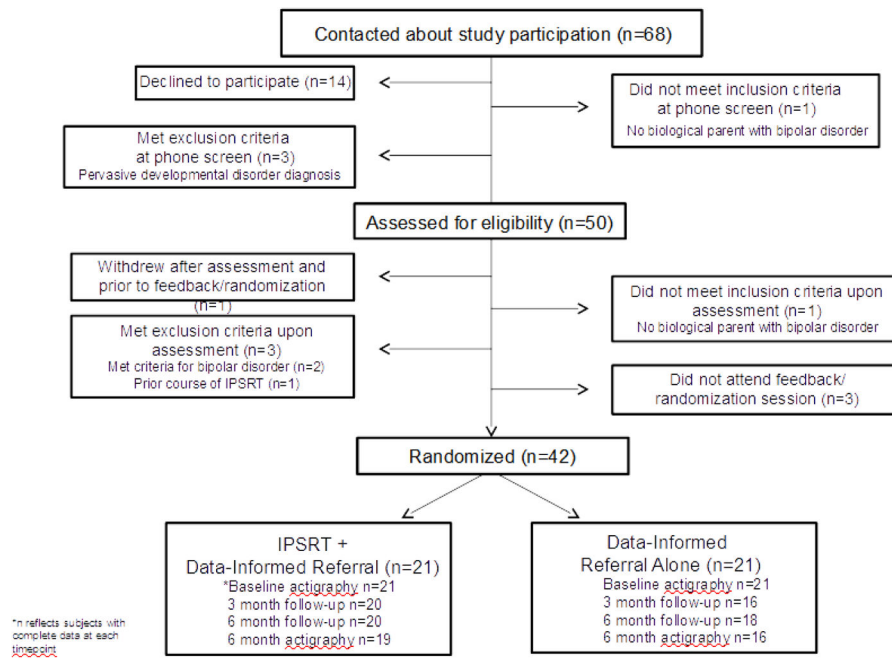 Contacted about study participation (n=68)
Declined to participate (n=14)
Did not meet inclusion criteria
at phone screen (n=1)
No biological parent with bipolar disorder
Met exclusion criteria
at phone screen (n=3)
Pervasive developmental disorder diagnosis
Assessed for eligibility (n=50)
Withdrew after assessment and
prior to feedback/randomization
(n=1)
Did not meet inclusion criteria upon
assessment (n=1)
No biological parent with bipolar disorder
Met exclusion criteria upon
assessment (n=3)
Met criteria for bipolar disorder (n=2)
Prior course of IPSRT (n=1)
Did not attend feedback/
randomization session (n=3)
Randomized (n=42)
IPSRT +
Data-Informed Referral (n=21)
*Baseline actigraphy n=21
3 month follow-up n=20
6 month follow-up n=20
6 month actigraphy n=19
Data-Informed
Referral Alone (n=21)
Baseline actigraphy n=21
3 month follow-up n=16
6 month follow-up n=18
6 month actigraphy n=16
*n reflects subjects with
complete data at each
timepoint